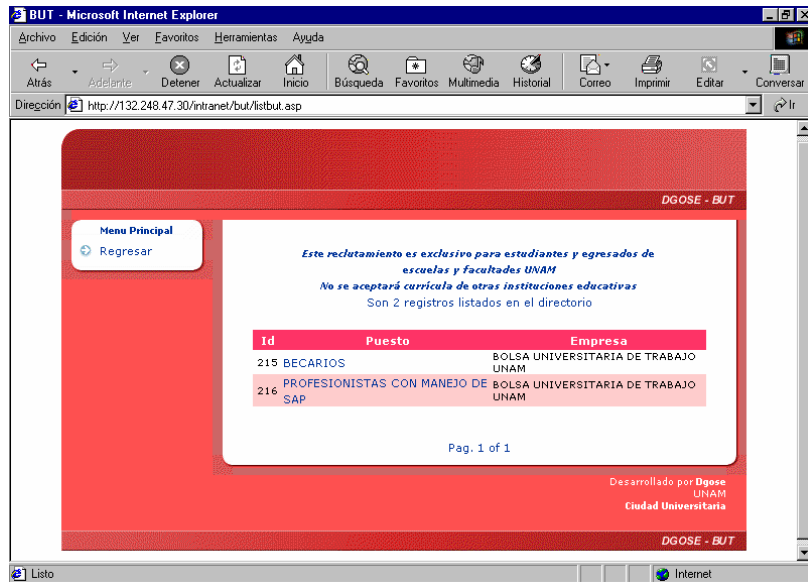 BUT - Microsoft Internet Explorer
Archivo Edición Ver Favoritos Herramientas Ayuda
Atrás Adelante Detener Actualizar Inicio Búsqueda Favoritos Multimedia Historial Correo Imprimir Editar Conversar
Dirección http://132.248.47.30/intranet/but/listbut.asp Ir
DGOSE - BUT
Menu Principal
Regresar
Este reclutamiento es exclusivo para estudiantes y egresados de
escuelas y facultades UNAM
No se aceptará currícula de otras instituciones educativas
Son 2 registros listados en el directorio
Id Puesto Empresa
215 BECARIOS BOLSA UNIVERSITARIA DE TRABAJO
UNAM
216 PROFESIONISTAS CON MANEJO DE BOLSA UNIVERSITARIA DE TRABAJO
SAP UNAM
Pag. 1 of 1
Desarrollado por Dgose
UNAM
Ciudad Universitaria
DGOSE - BUT
Listo Internet